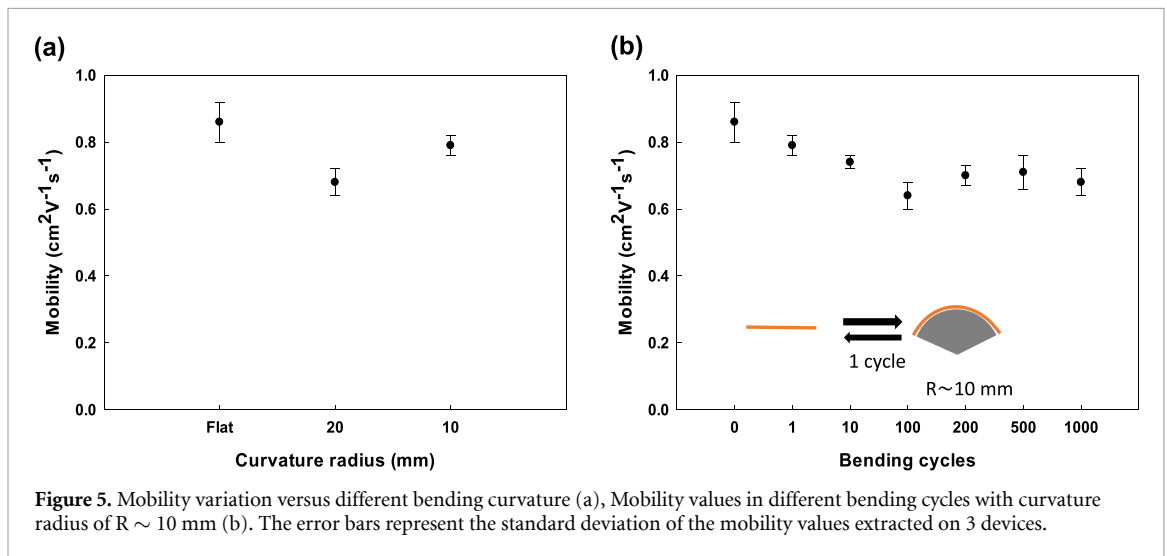 (a)
1.0
0.8
0.6
0.4
0.2
0.0
Mobility (cm²V⁻¹s⁻¹)
Flat 20 10
Curvature radius (mm)
(b)
1.0
0.8
0.6
0.4
0.2
0.0
Mobility (cm²V⁻¹s⁻¹)
1 cycle
R∼10 mm
0 1 10 100 200 500 1000
Bending cycles
Figure 5. Mobility variation versus different bending curvature (a), Mobility values in different bending cycles with curvature
radius of R ∼ 10 mm (b). The error bars represent the standard deviation of the mobility values extracted on 3 devices.